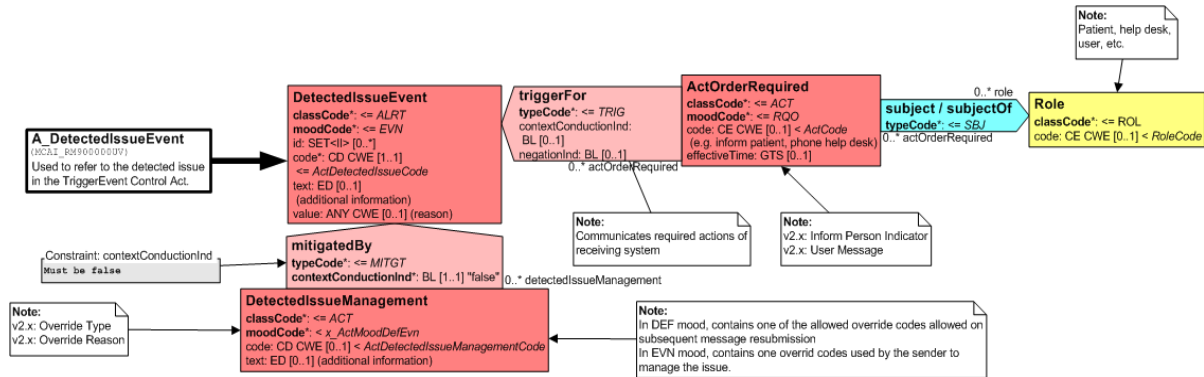 Note:
Patient, help desk,
user, etc.
A_DetectedIssueEvent
(MCAI_RM900000UV)
Used to refer to the detected issue
in the TriggerEvent Control Act.
DetectedIssueEvent
classCode*: <= ALRT
moodCode*: <= EVN
id: SET<II> [0..*]
code*: CD CWE [1..1]
<= ActDetectedIssueCode
text: ED [0..1]
(additional information)
value: ANY CWE [0..1] (reason)
triggerFor
typeCode*: <= TRIG
contextConductionInd:
BL [0..1]
negationInd: BL [0..1]
0..* actOrderRequired
ActOrderRequired
classCode*: <= ACT
moodCode*: <= RQO
code: CE CWE [0..1] < ActCode
(e.g. inform patient, phone help desk)
effectiveTime: GTS [0..1]
0..* role
subject / subjectOf
typeCode*: <= SBJ
0..* actOrderRequired
Role
classCode*: <= ROL
code: CE CWE [0..1] < RoleCode
Note:
Communicates required actions of
receiving system
Note:
v2.x: Inform Person Indicator
v2.x: User Message
Constraint: contextConductionInd
Must be false
mitigatedBy
typeCode*: <= MITGT
contextConductionInd*: BL [1..1] "false"
0..* detectedIssueManagement
Note:
v2.x: Override Type
v2.x: Override Reason
DetectedIssueManagement
classCode*: <= ACT
moodCode*: < x_ActMoodDefEvn
code: CD CWE [0..1] < ActDetectedIssueManagementCode
text: ED [0..1] (additional information)
Note:
In DEF mood, contains one of the allowed override codes allowed on
subsequent message resubmission
In EVN mood, contains one overrid codes used by the sender to
manage the issue.